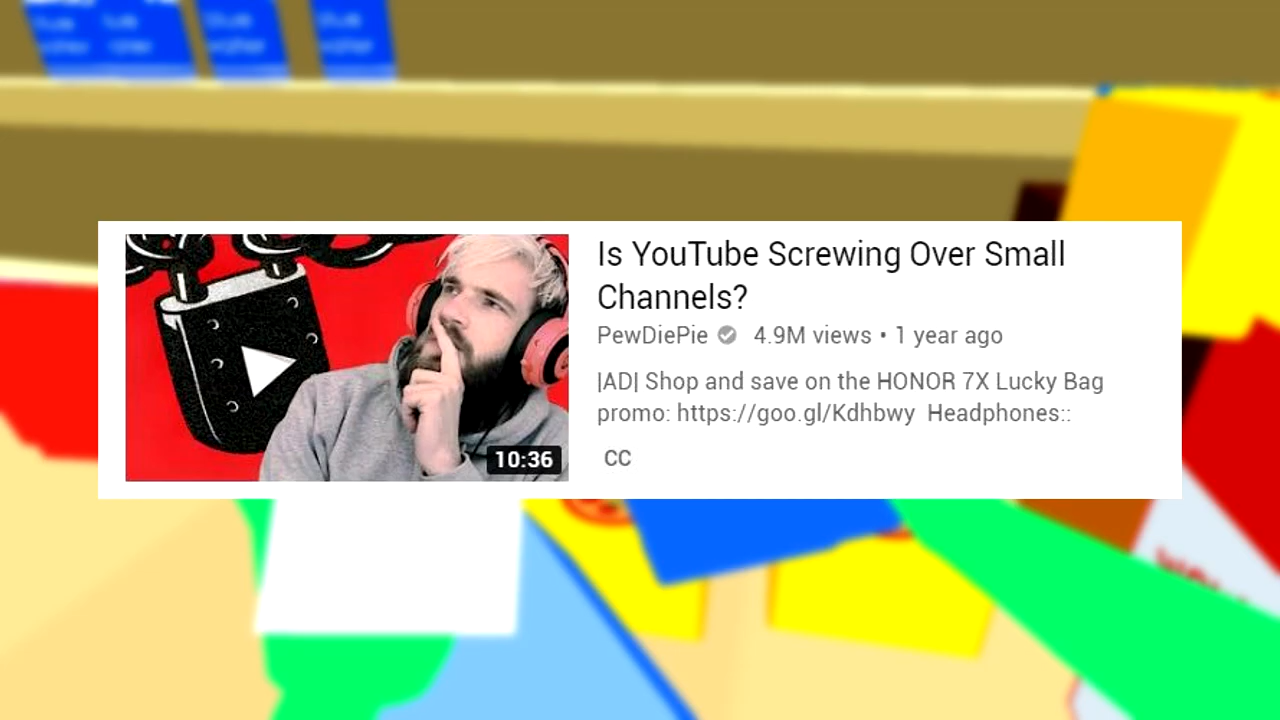 Is YouTube Screwing Over Small
Channels?
PewDiePie 4.9M views • 1 year ago
|AD| Shop and save on the HONOR 7X Lucky Bag
promo: https://goo.gl/Kdhbwy Headphones::
10:36
CC